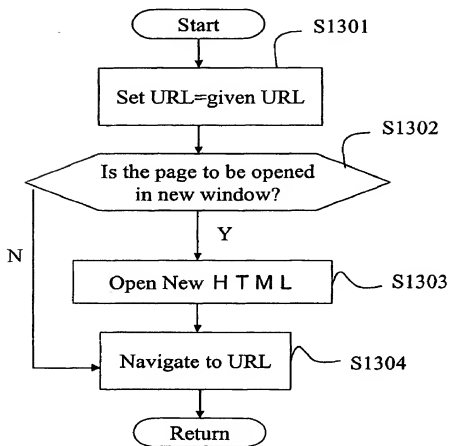 Start
S1301
Set URL=given URL
S1302
Is the page to be opened
in new window?
Y
N
Open New HTML
S1303
Navigate to URL
S1304
Return